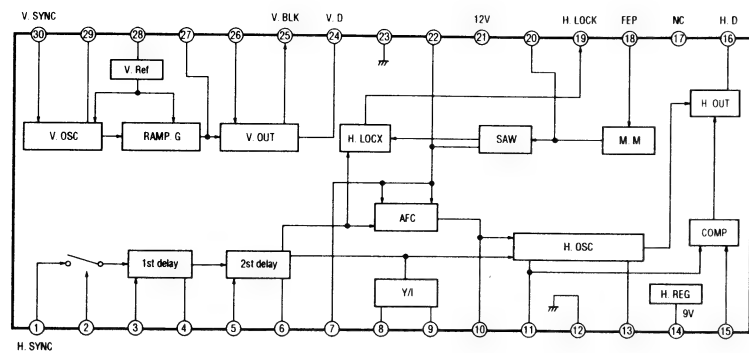 V. SYNC V. BLK V. D 12V H. LOCK FEP NC H. D
30 29 28 27 26 25 24 23 22 21 20 19 18 17 16
V. Ref
V. OSC RAMP. G V. OUT H. LOCX SAW M. M H. OUT
AFC
1st delay 2st delay H. OSC COMP
Y/I
H. REG
9V
1 2 3 4 5 6 7 8 9 10 11 12 13 14 15
H. SYNC